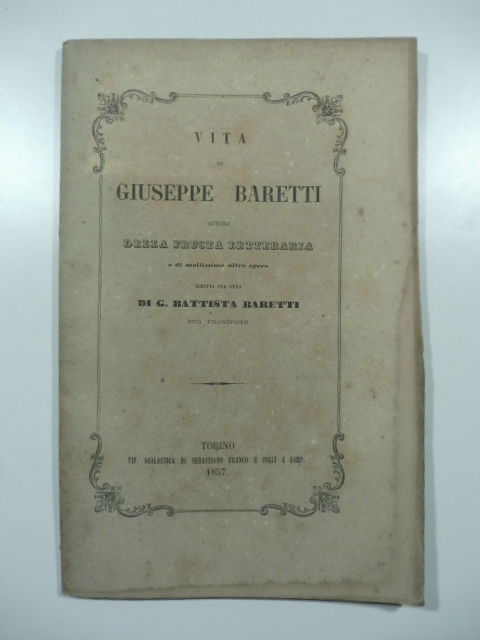 VITA
DI
GIUSEPPE BARETTI
AUTORE
DELLA FRUSTA LETTERARIA
e di moltissime altre opere
SCRITTA PER CURA
DI G. BATTISTA BARETTI
SUO PRONIPOTE
TORINO
TIP. SCOLASTICA DI SEBASTIANO FRANCO E FIGLI E COMP.
1857.